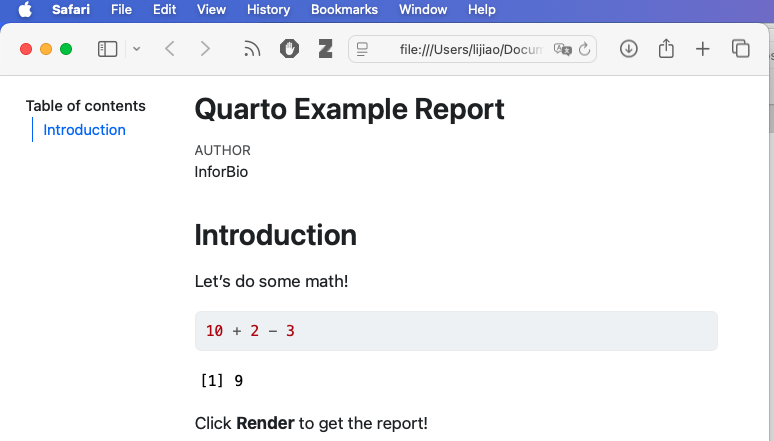 Safari File Edit View History Bookmarks Window Help
file:///Users/lijiao/Docum
Table of contents
Introduction
Quarto Example Report
AUTHOR
InforBio
Introduction
Let’s do some math!
10 + 2 − 3
[1] 9
Click Render to get the report!